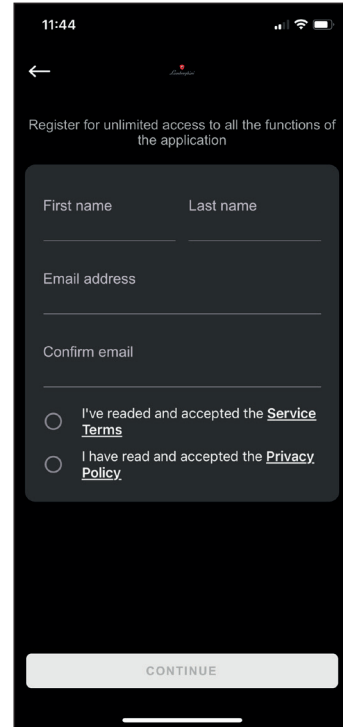 11:44
Register for unlimited access to all the functions of
the application
First name Last name
Email address
Confirm email
I've readed and accepted the Service
Terms
I have read and accepted the Privacy
Policy
CONTINUE